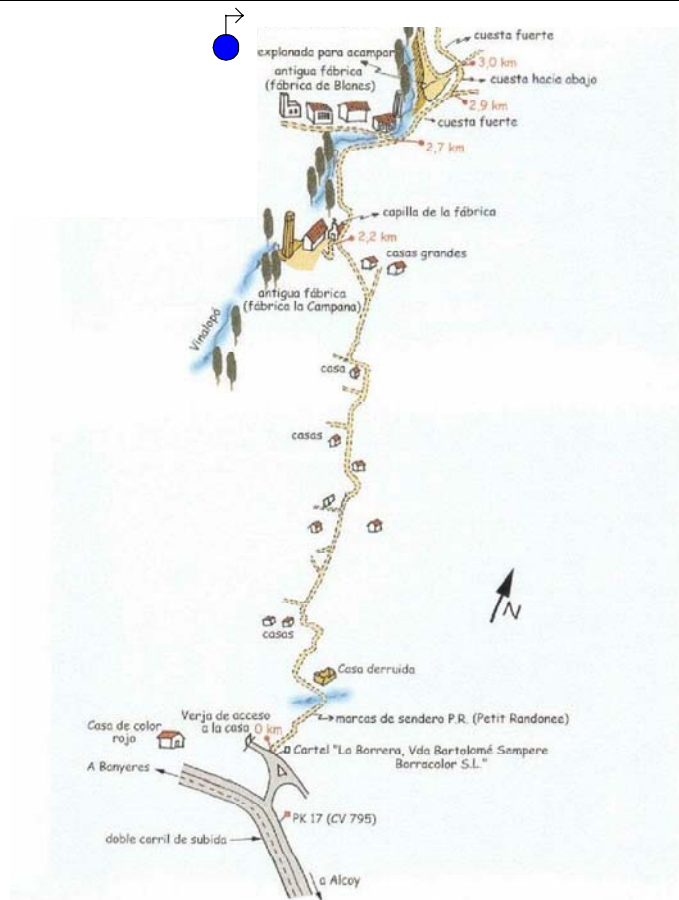 cuesta fuerte
explanada para acampar
3,0 km
antigua fábrica
(fábrica de Blanes)
cuesta hacia abajo
2,9 km
cuesta fuerte
2,7 km
capilla de la fábrica
2,2 km
casas grandes
antigua fábrica
(fábrica la Campana)
Vinalopó
casa
casas
N
casas
Casa derruida
marcas de sendero P.R. (Petit Randonee)
Verja de acceso
a la casa
0 km
Casa de color
rojo
Cartel "La Borrera, Vda Bartolomé Sempere
Borracolor S.L."
A Banyeres
PK 17 (CV 795)
doble carril de subida
a Alcoy